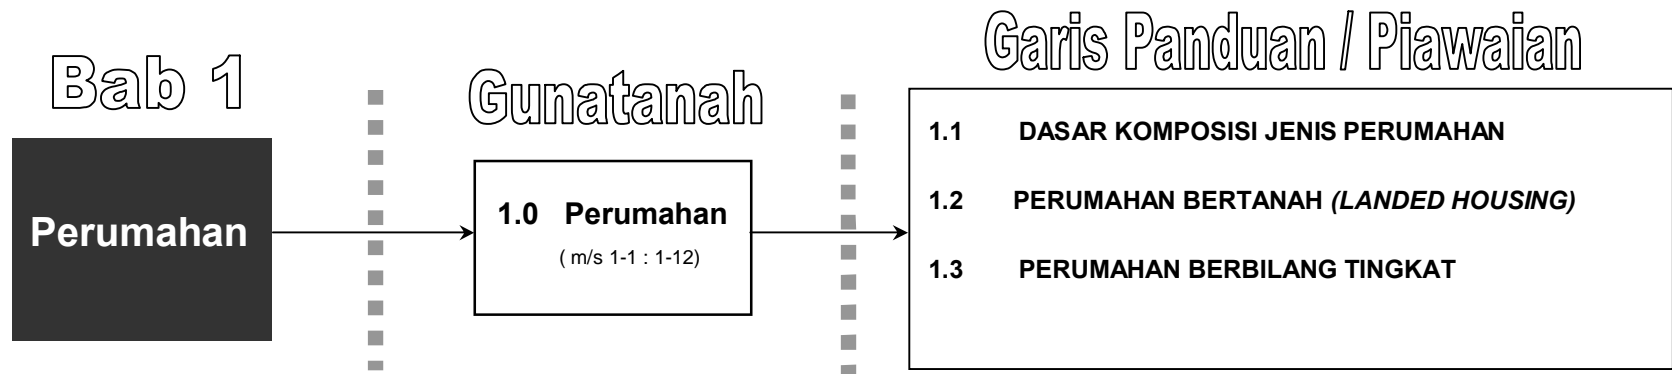 Bab 1
Perumahan
Gunatanah
1.0 Perumahan
( m/s 1-1 : 1-12)
Garis Panduan / Piawaian
1.1 DASAR KOMPOSISI JENIS PERUMAHAN
1.2 PERUMAHAN BERTANAH (LANDED HOUSING)
1.3 PERUMAHAN BERBILANG TINGKAT